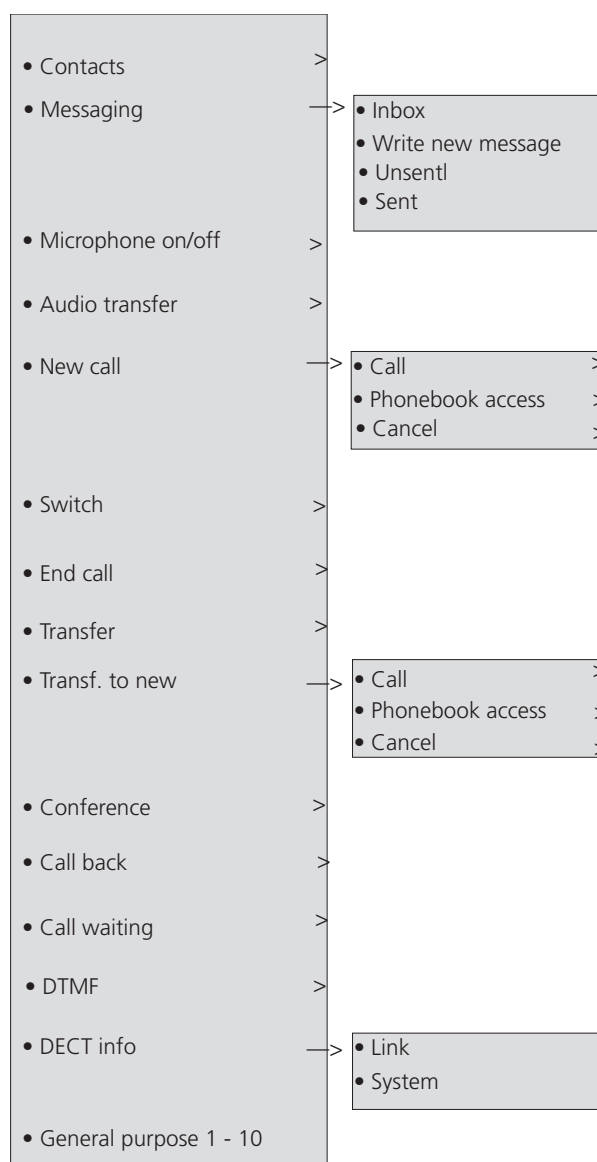 • Contacts >
• Messaging —>
• Inbox
• Write new message
• Unsentl
• Sent
• Microphone on/off >
• Audio transfer >
• New call —>
• Call >
• Phonebook access >
• Cancel >
• Switch >
• End call >
• Transfer >
• Transf. to new —>
• Call >
• Phonebook access >
• Cancel >
• Conference >
• Call back >
• Call waiting >
• DTMF >
• DECT info —>
• Link
• System
• General purpose 1 - 10